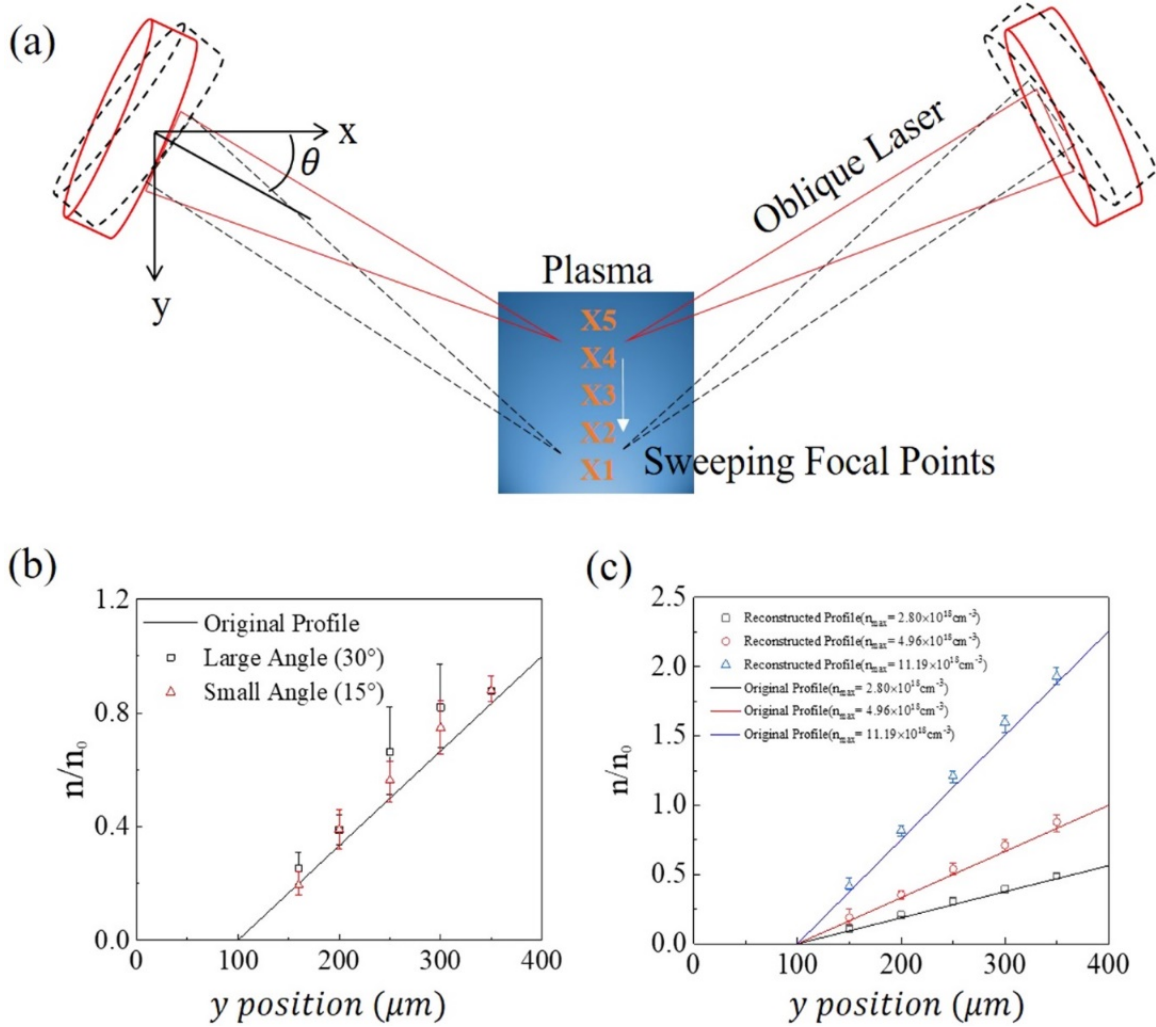 (a)
x
θ
y
Oblique Laser
Plasma
X5
X4
X3
X2
X1
Sweeping Focal Points
(b)
1.2
0.8
0.4
0.0
n/n₀
Original Profile
Large Angle (30°)
Small Angle (15°)
0 100 200 300 400
y position (μm)
(c)
2.5
2.0
1.5
1.0
0.5
0.0
n/n₀
Reconstructed Profile(nmax= 2.80×10¹⁸cm⁻³)
Reconstructed Profile(nmax= 4.96×10¹⁸cm⁻³)
Reconstructed Profile(nmax= 11.19×10¹⁸cm⁻³)
Original Profile(nmax= 2.80×10¹⁸cm⁻³)
Original Profile(nmax= 4.96×10¹⁸cm⁻³)
Original Profile(nmax= 11.19×10¹⁸cm⁻³)
0 100 200 300 400
y position (μm)